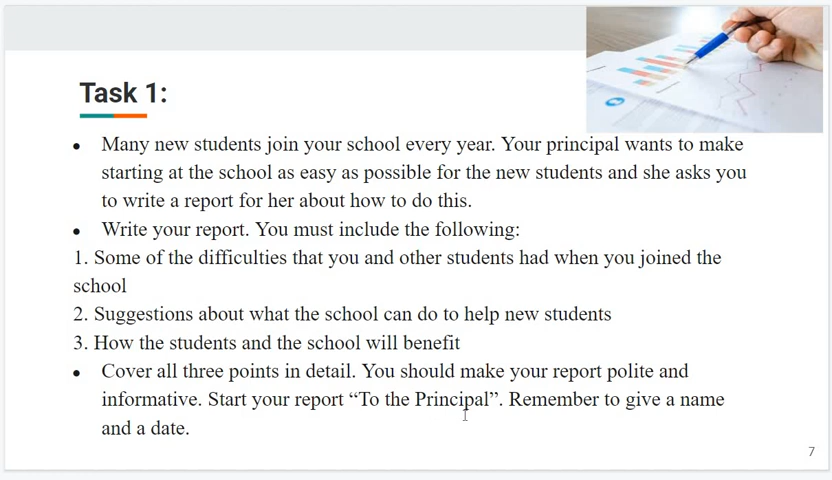 Task 1:
● Many new students join your school every year. Your principal wants to make
starting at the school as easy as possible for the new students and she asks you
to write a report for her about how to do this.
● Write your report. You must include the following:
1. Some of the difficulties that you and other students had when you joined the
school
2. Suggestions about what the school can do to help new students
3. How the students and the school will benefit
● Cover all three points in detail. You should make your report polite and
informative. Start your report “To the Principal”. Remember to give a name
and a date.
7